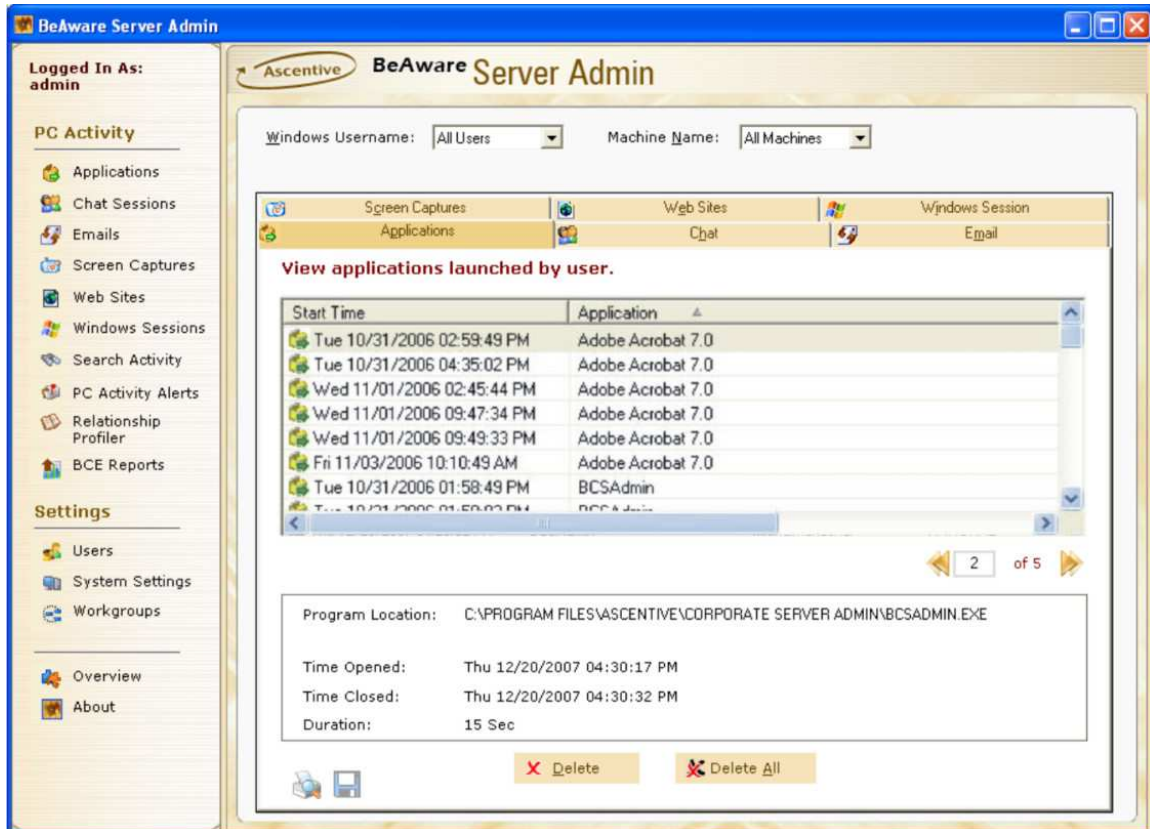 BeAware Server Admin
Logged In As:
admin
PC Activity
Applications
Chat Sessions
Emails
Screen Captures
Web Sites
Windows Sessions
Search Activity
PC Activity Alerts
Relationship
Profiler
BCE Reports
Settings
Users
System Settings
Workgroups
Overview
About
Ascentive BeAware Server Admin
Windows Username: All Users Machine Name: All Machines
Screen Captures Web Sites Windows Session
Applications Chat Email
View applications launched by user.
Start Time Application
Tue 10/31/2006 02:59:49 PM Adobe Acrobat 7.0
Tue 10/31/2006 04:35:02 PM Adobe Acrobat 7.0
Wed 11/01/2006 02:45:44 PM Adobe Acrobat 7.0
Wed 11/01/2006 09:47:34 PM Adobe Acrobat 7.0
Wed 11/01/2006 09:49:33 PM Adobe Acrobat 7.0
Fri 11/03/2006 10:10:49 AM Adobe Acrobat 7.0
Tue 10/31/2006 01:58:49 PM BCSAdmin
2 of 5
Program Location: C:\PROGRAM FILES\ASCENTIVE\CORPORATE SERVER ADMIN\BCSADMIN.EXE
Time Opened: Thu 12/20/2007 04:30:17 PM
Time Closed: Thu 12/20/2007 04:30:32 PM
Duration: 15 Sec
Delete Delete All